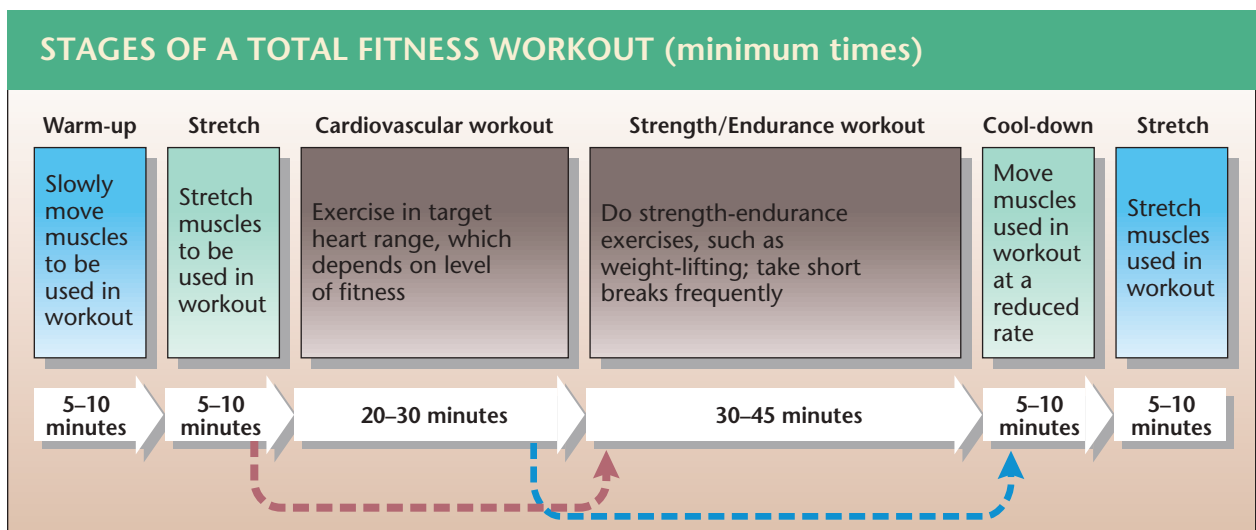 STAGES OF A TOTAL FITNESS WORKOUT (minimum times)
Warm-up
Slowly
move
muscles
to be
used in
workout
5–10
minutes
Stretch
Stretch
muscles
to be
used in
workout
5–10
minutes
Cardiovascular workout
Exercise in target
heart range, which
depends on level
of fitness
20–30 minutes
Strength/Endurance workout
Do strength-endurance
exercises, such as
weight-lifting; take short
breaks frequently
30–45 minutes
Cool-down
Move
muscles
used in
workout
at a
reduced
rate
5–10
minutes
Stretch
Stretch
muscles
used in
workout
5–10
minutes